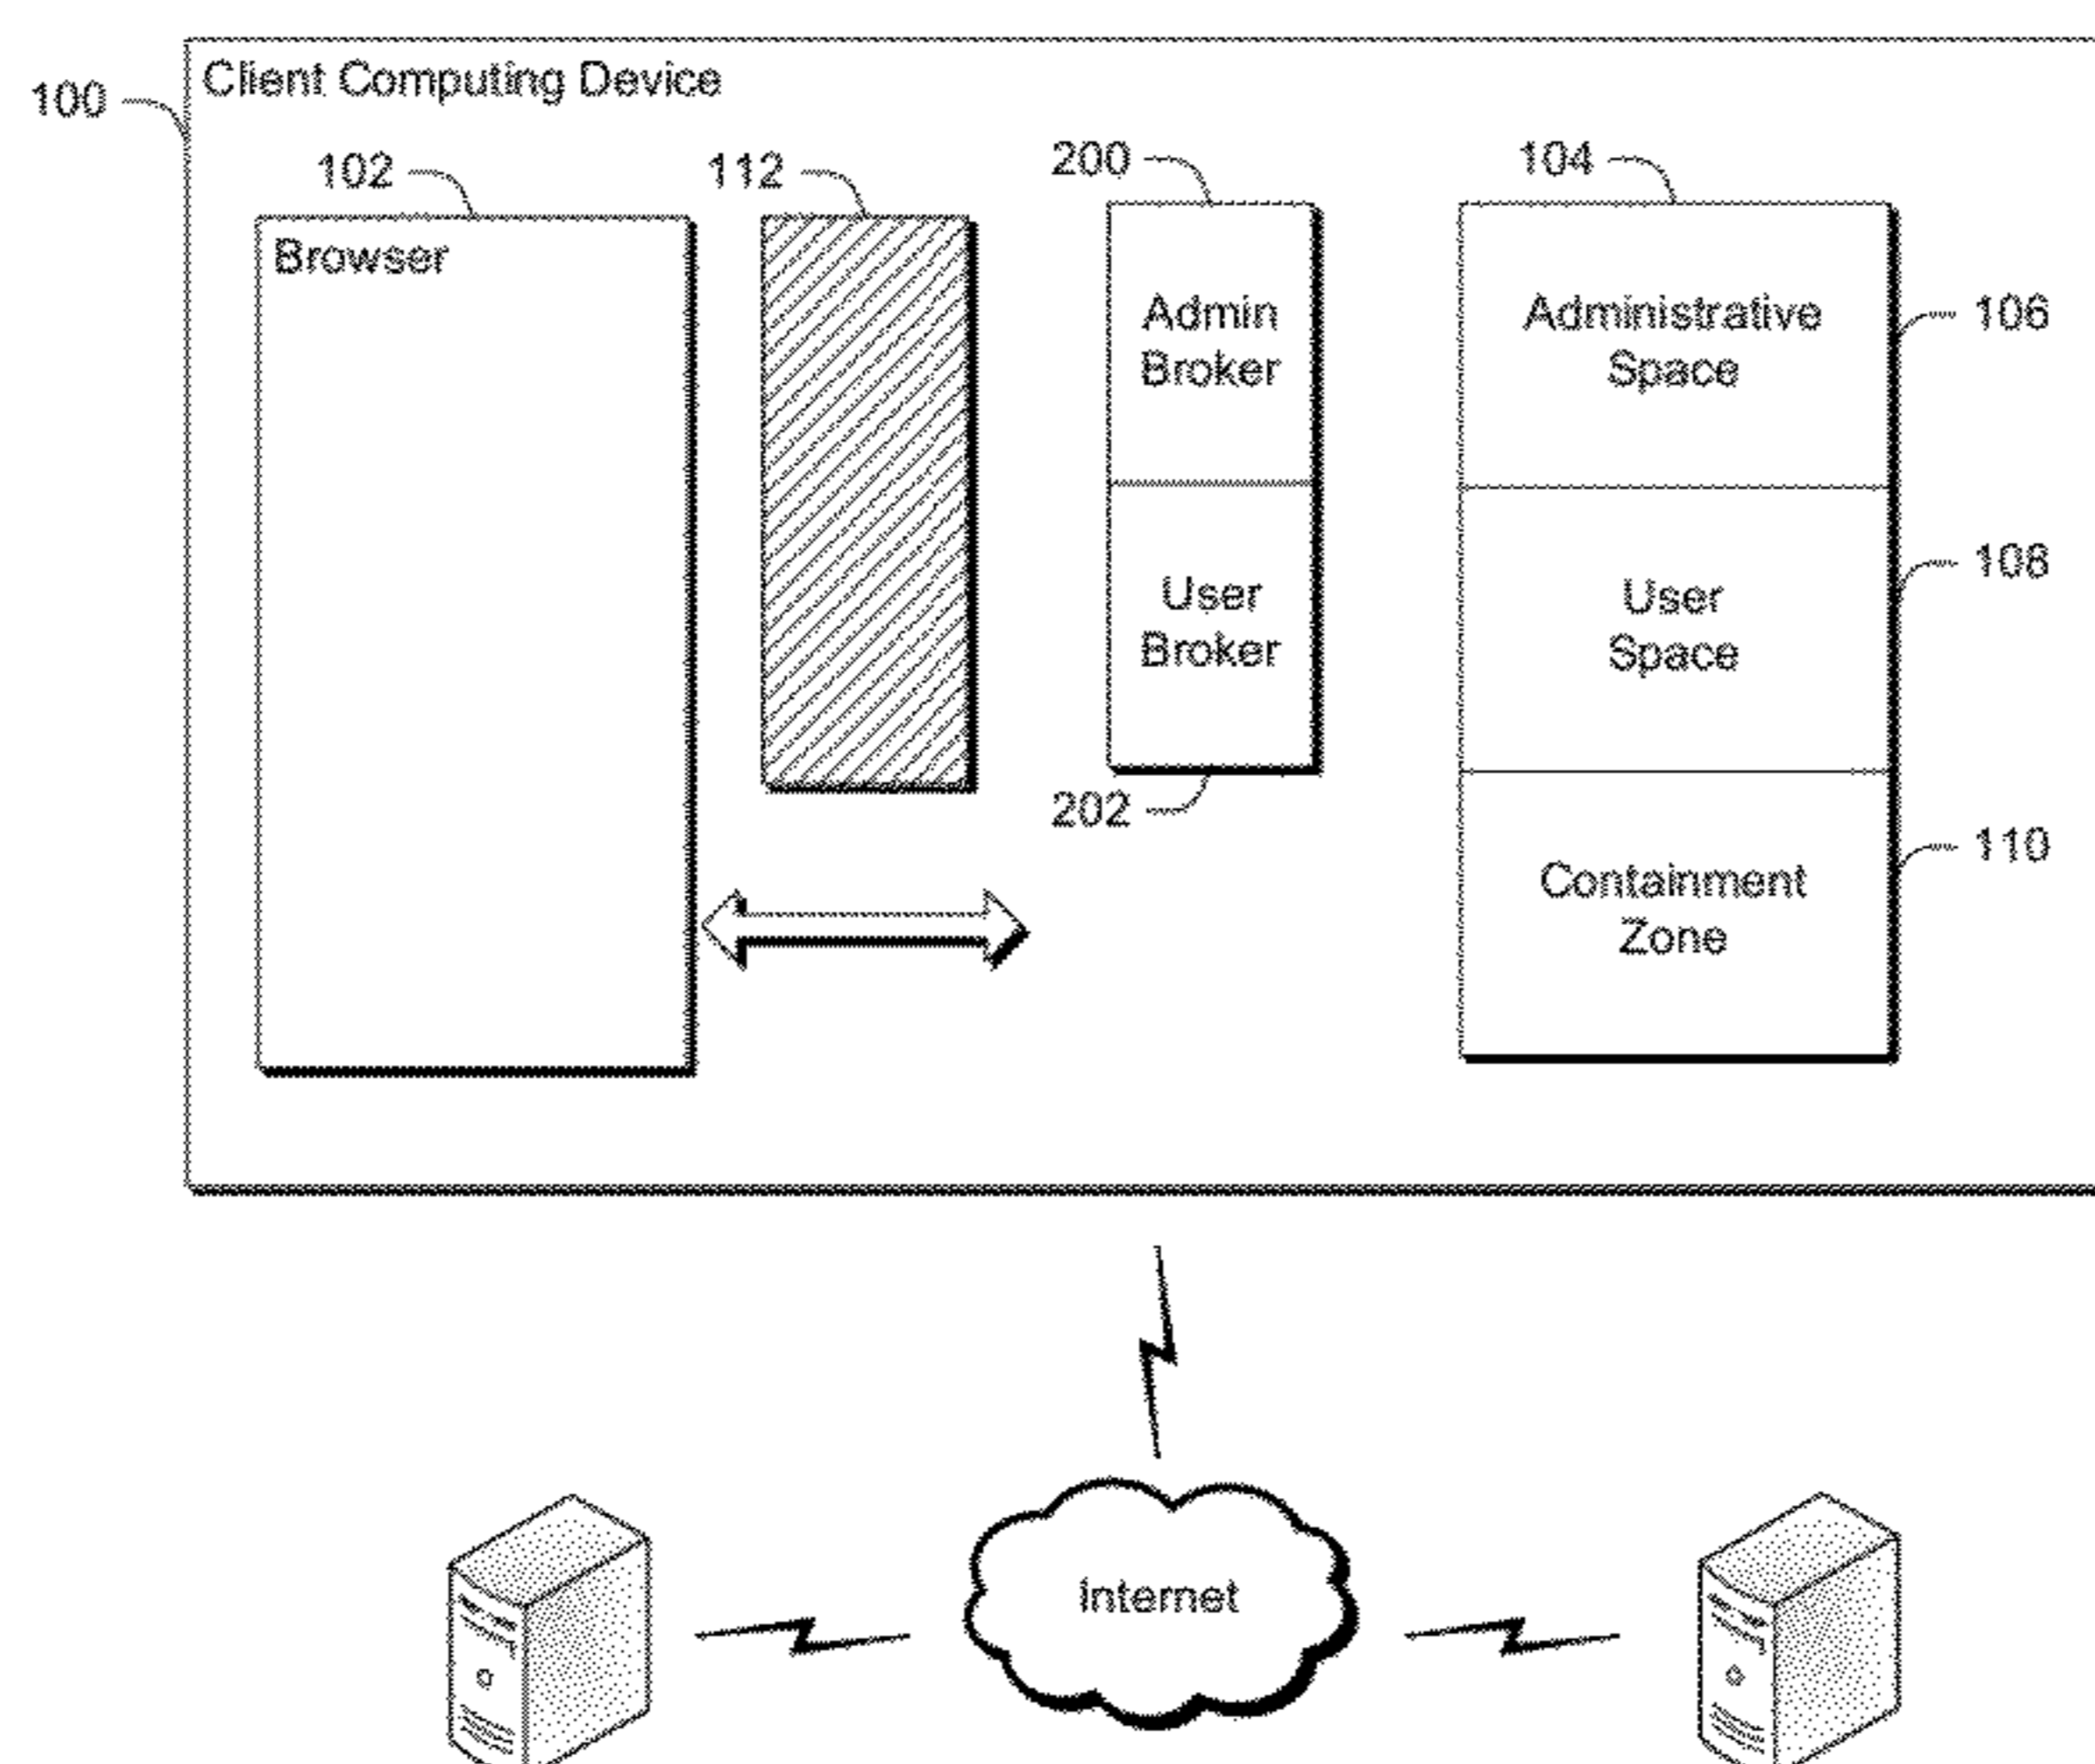 Client Computing Device
100
102
112
200
104
Browser
Admin
Broker
Administrative
Space
106
User
Broker
User
Space
108
202
Containment
Zone
110
Internet